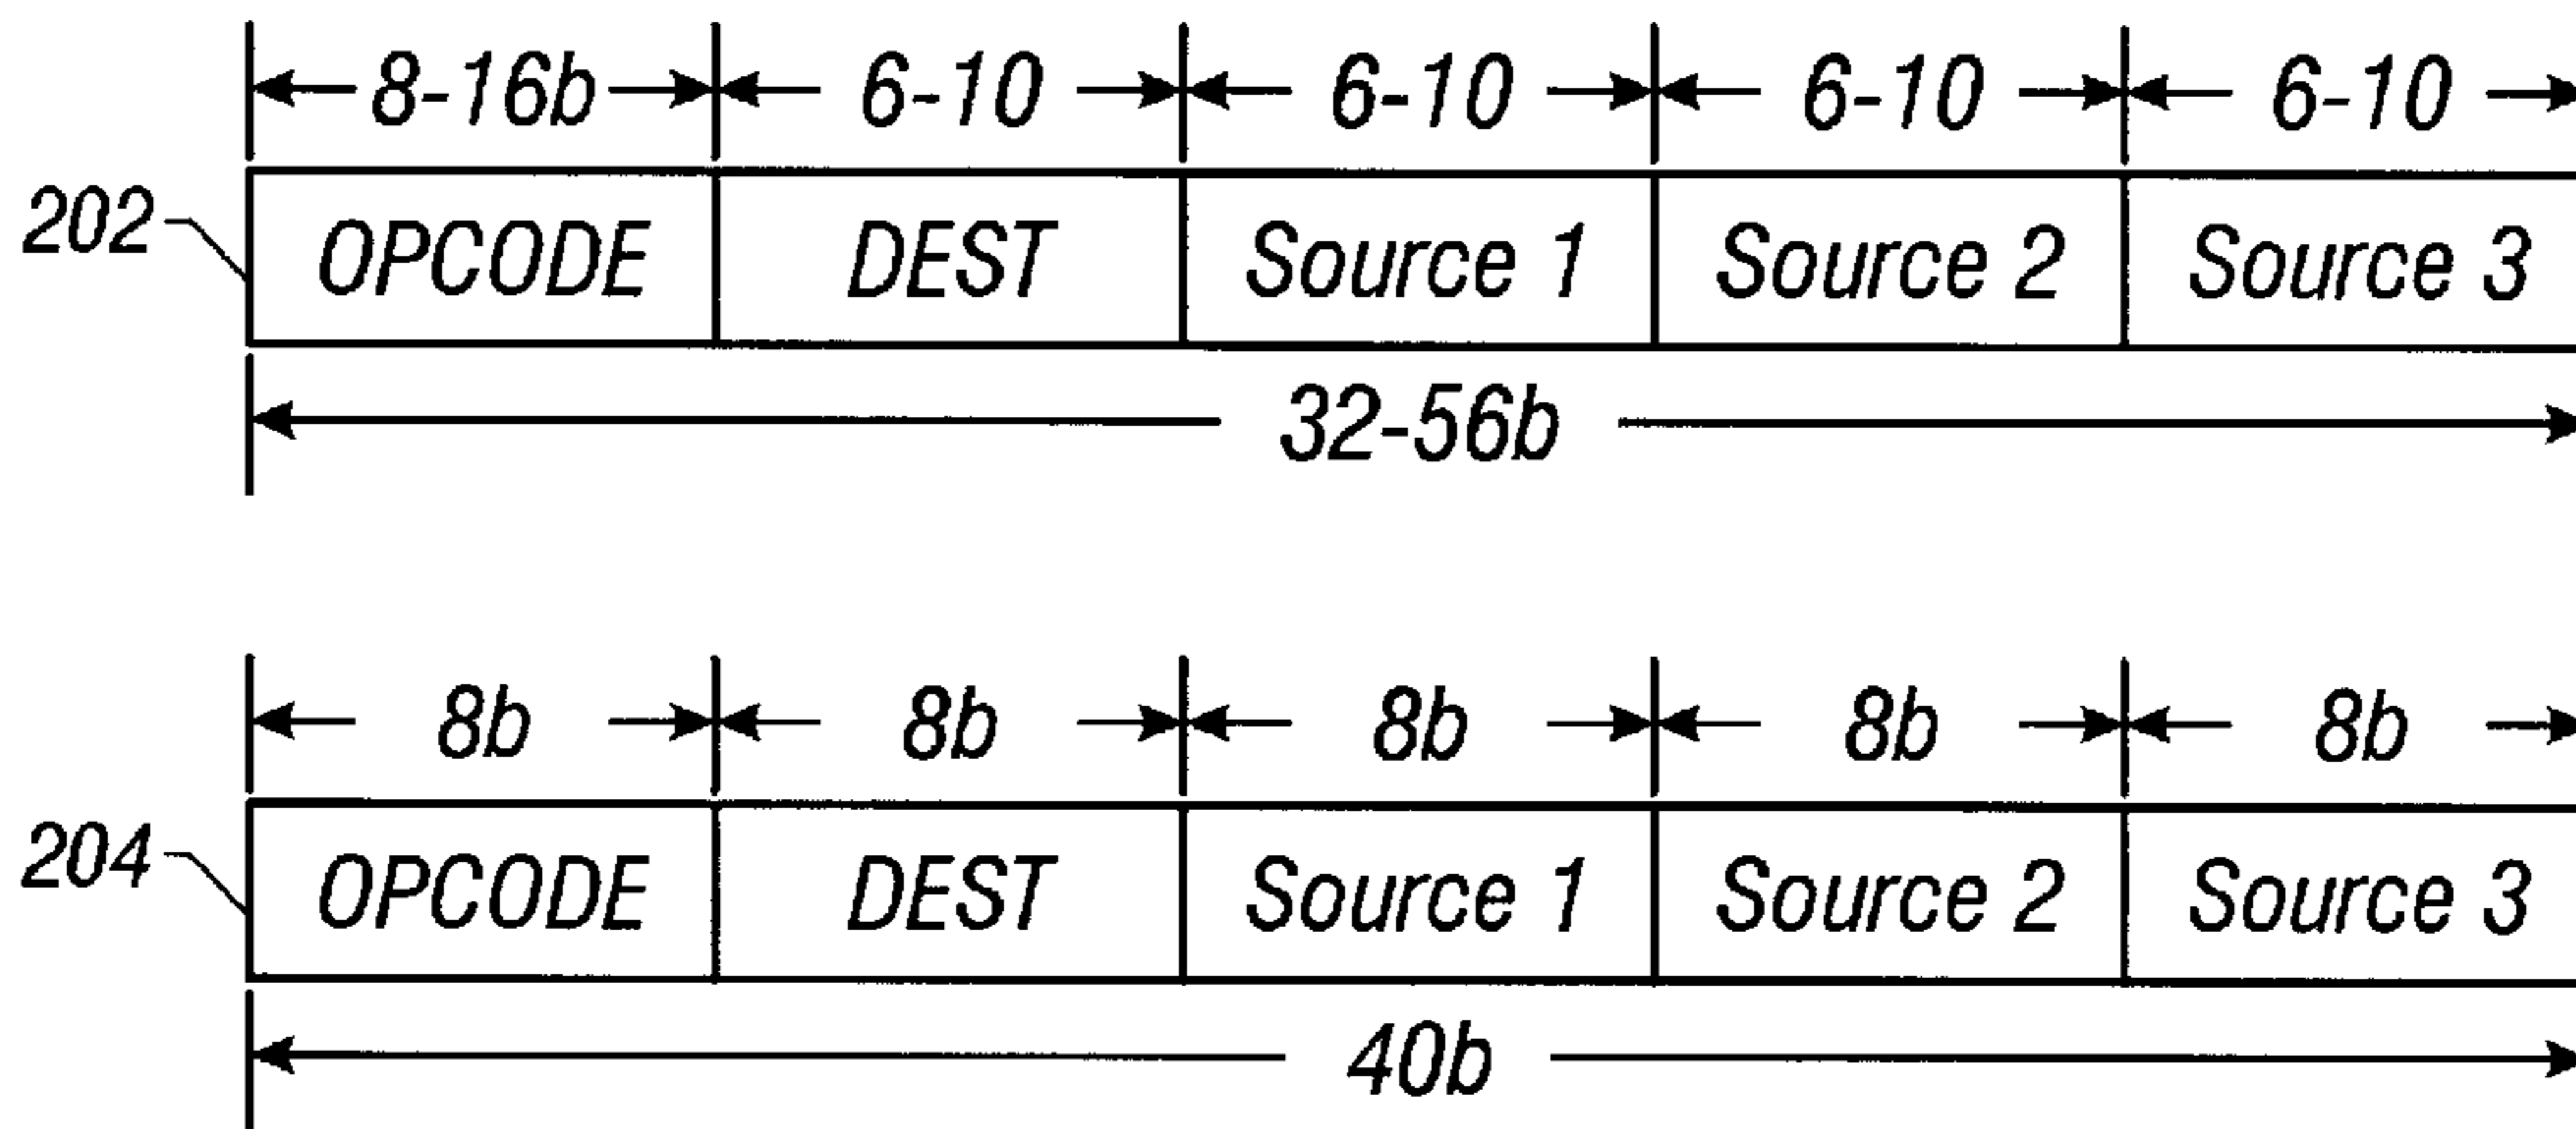 8-16b 6-10 6-10 6-10 6-10
202 OPCODE DEST Source 1 Source 2 Source 3
32-56b
8b 8b 8b 8b 8b
204 OPCODE DEST Source 1 Source 2 Source 3
40b